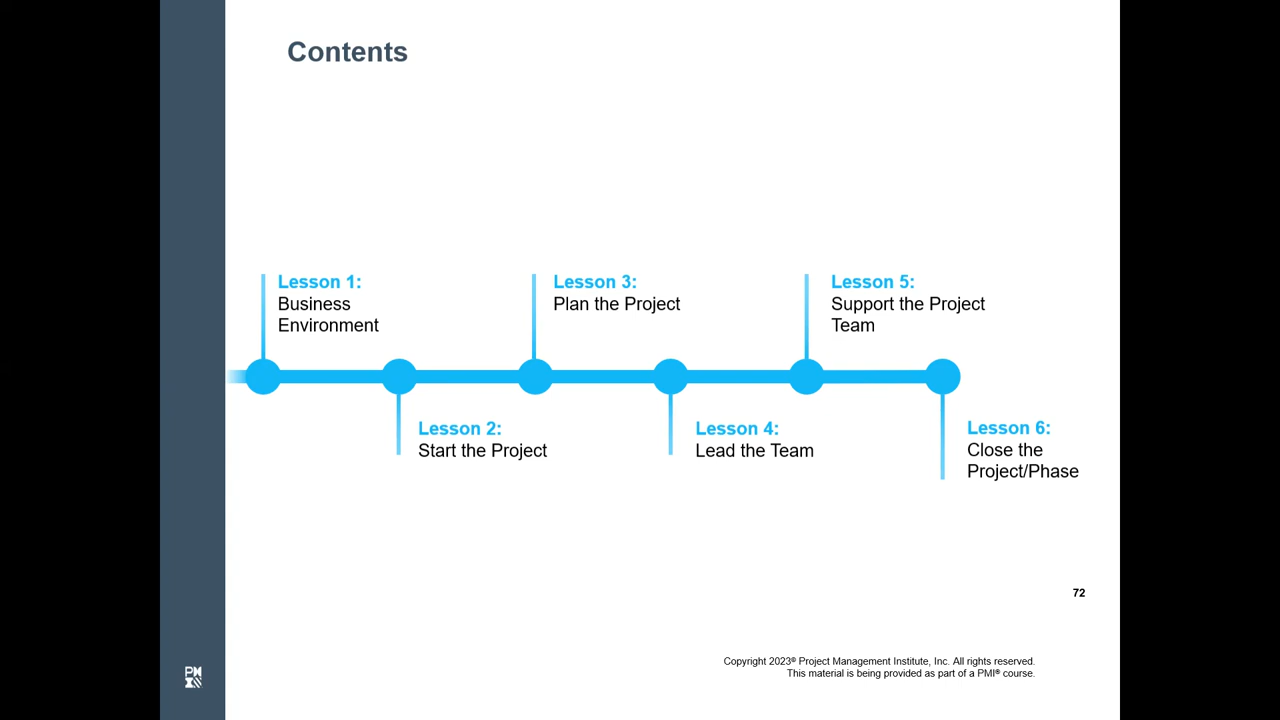 Contents
Lesson 1:
Business
Environment
Lesson 2:
Start the Project
Lesson 3:
Plan the Project
Lesson 4:
Lead the Team
Lesson 5:
Support the Project
Team
Lesson 6:
Close the
Project/Phase
72
PM
Copyright 2023® Project Management Institute, Inc. All rights reserved.
This material is being provided as part of a PMI® course.